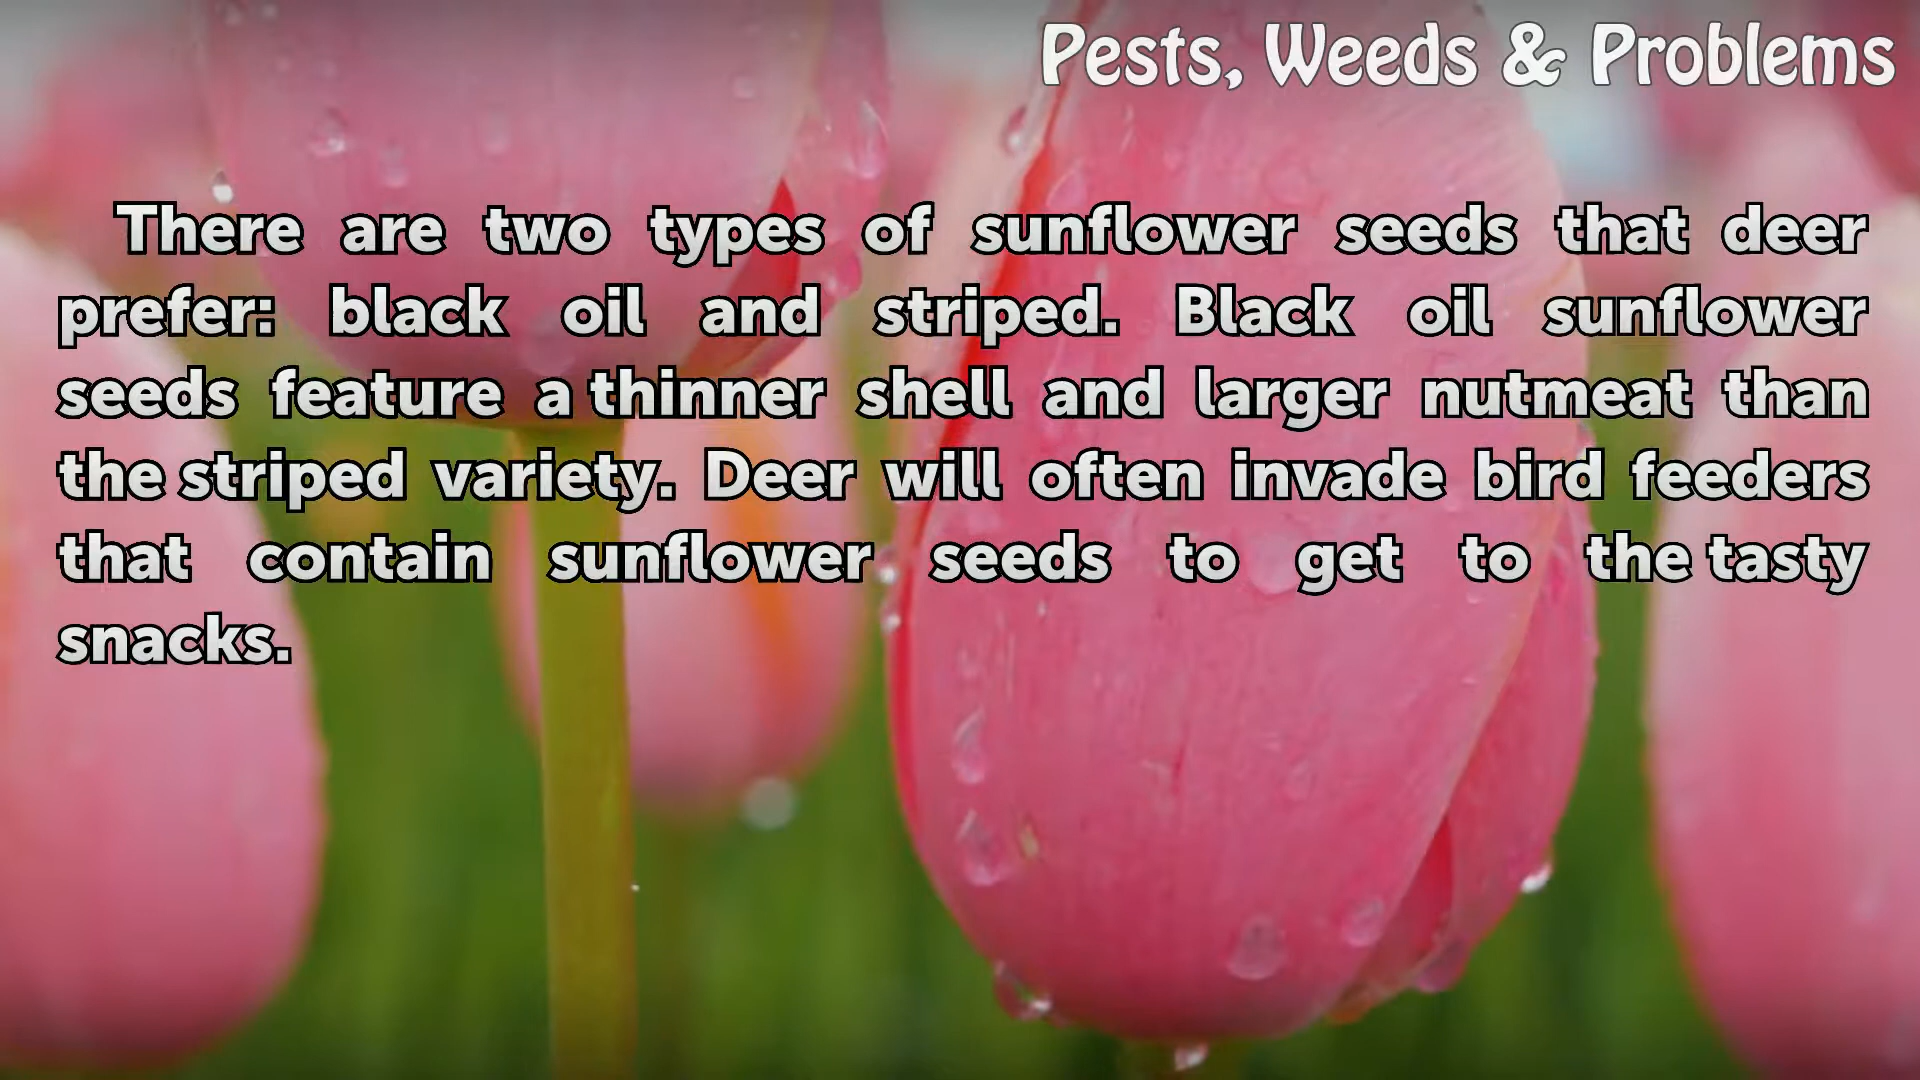 Pests, Weeds & Problems
There are two types of sunflower seeds that deer
prefer: black oil and striped. Black oil sunflower
seeds feature a thinner shell and larger nutmeat than
the striped variety. Deer will often invade bird feeders
that contain sunflower seeds to get to the tasty
snacks.